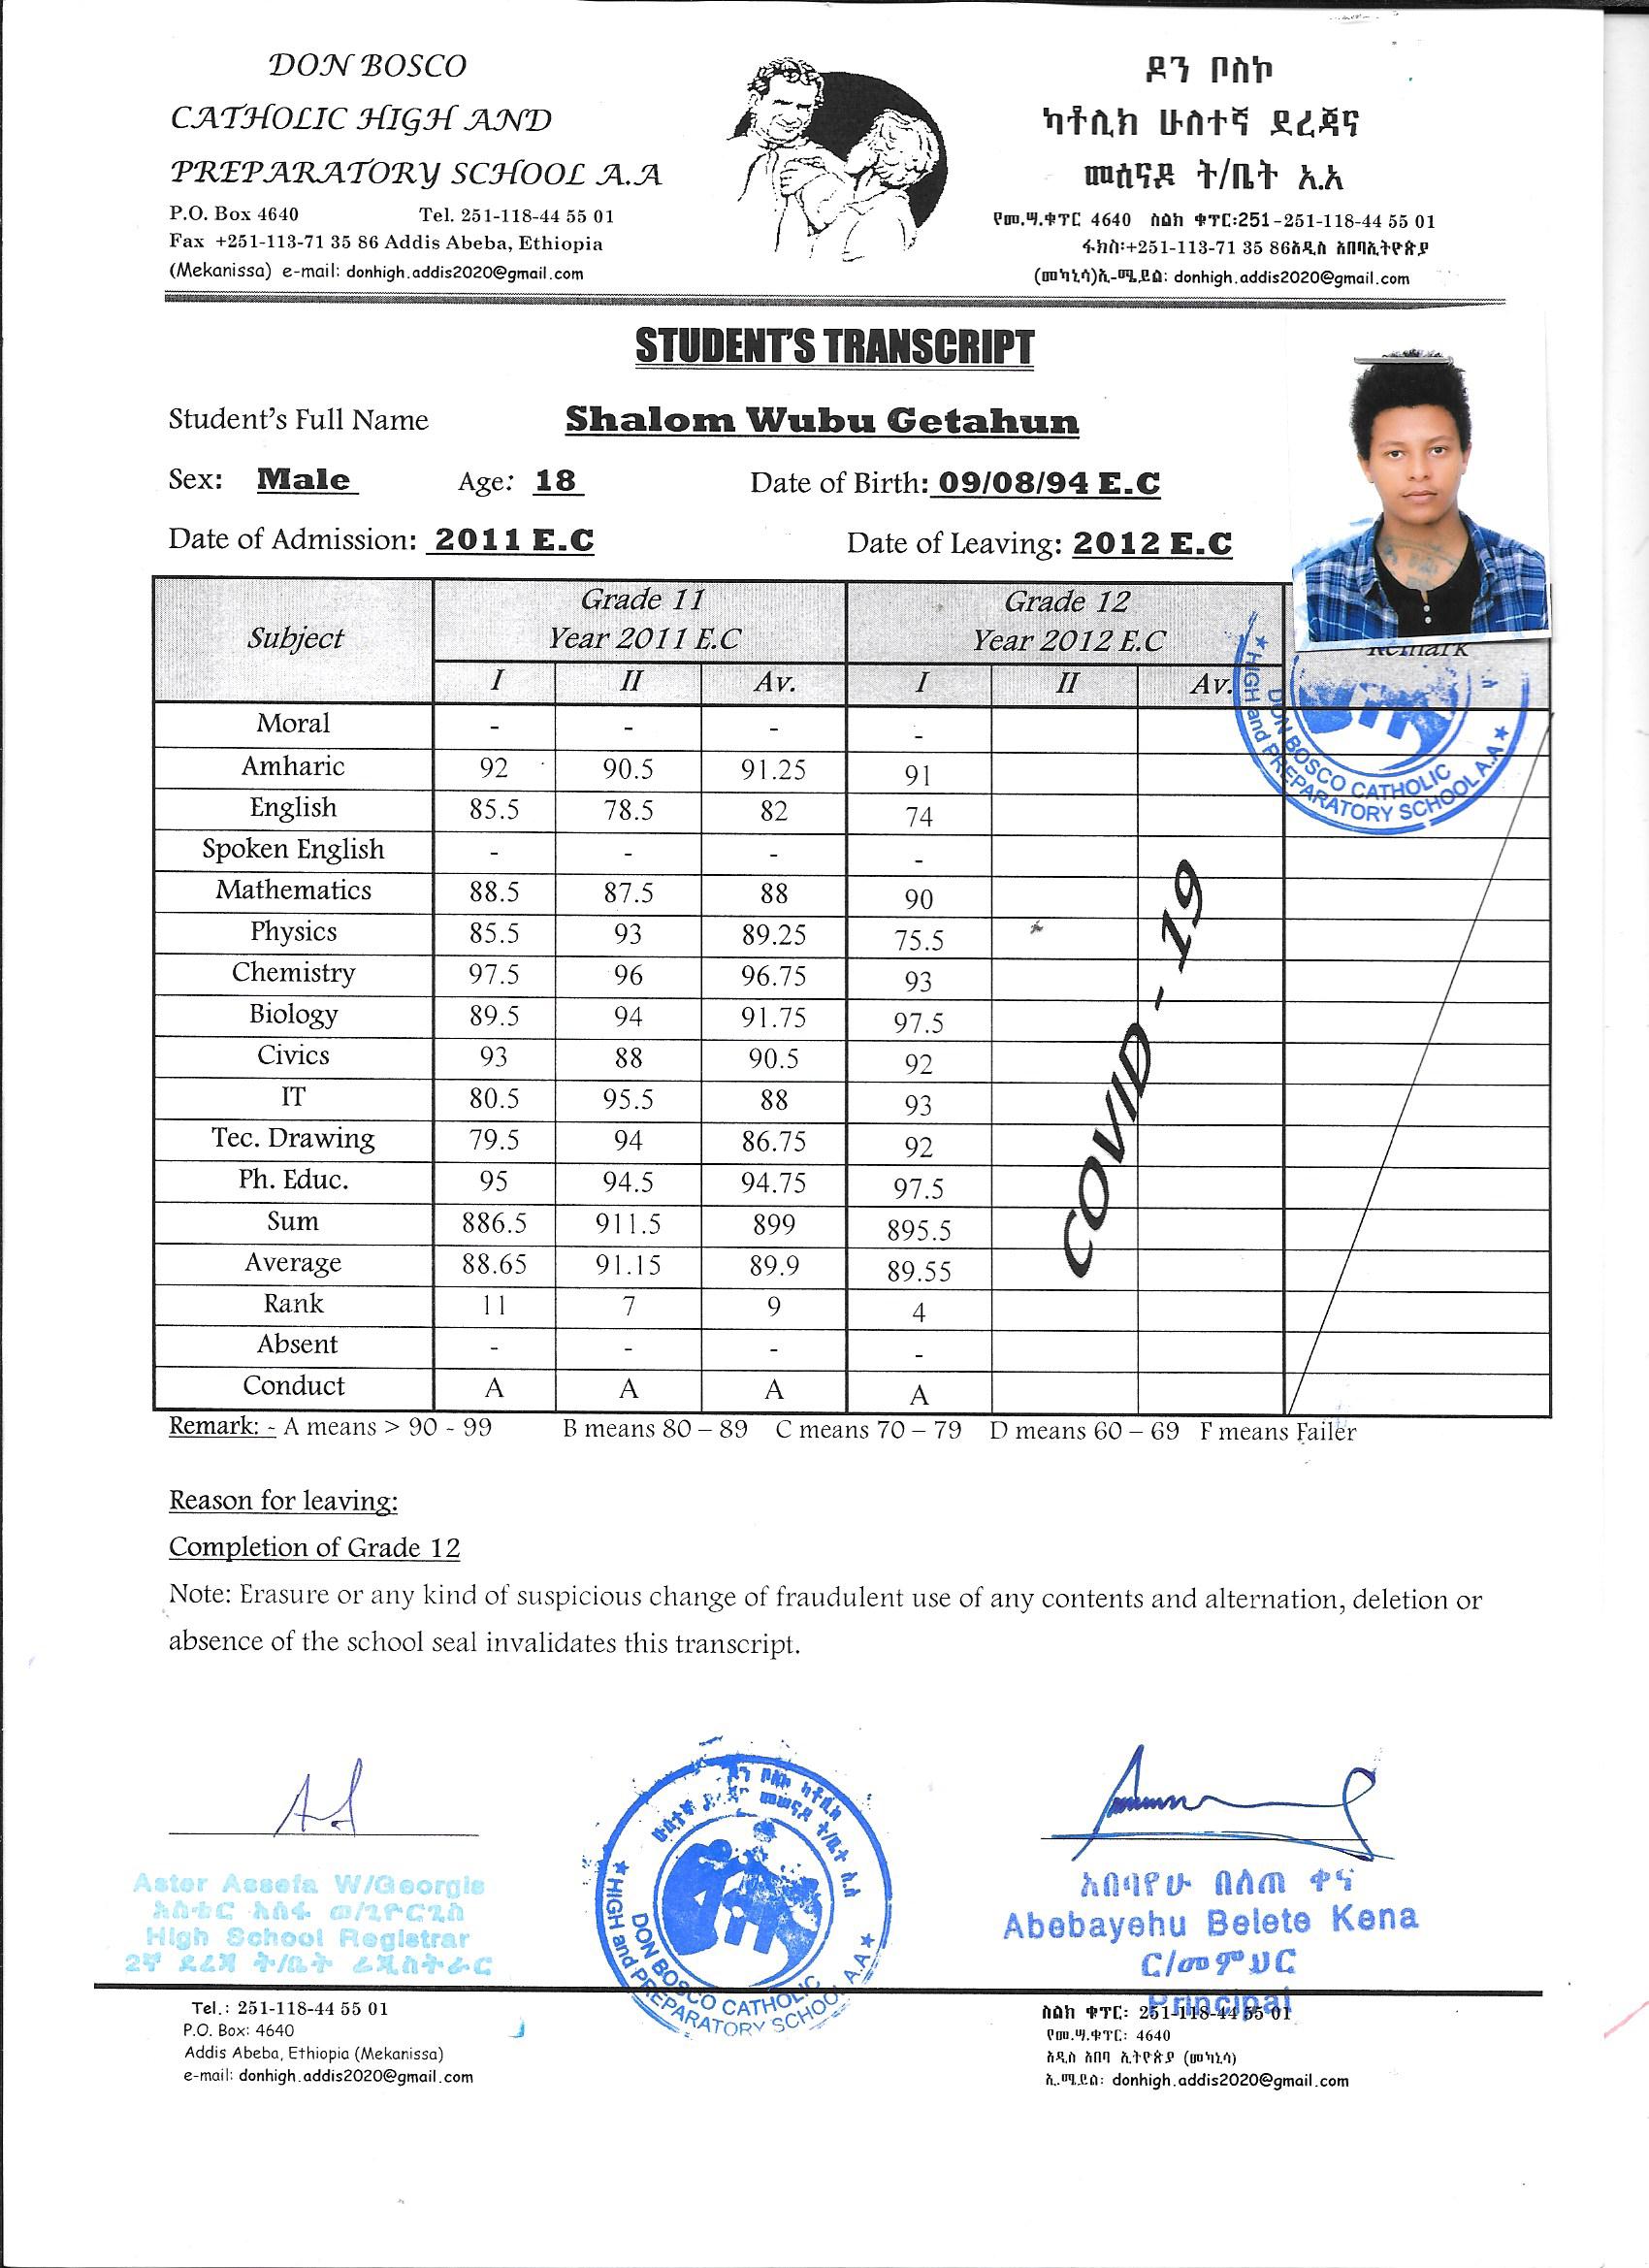 DON BOSCO
CATHOLIC HIGH AND
PREPARATORY SCHOOL A.A
P.O. Box 4640 Tel. 251-118-44 55 01
Fax +251-113-71 35 86 Addis Abeba, Ethiopia
(Mekanissa) e-mail: donhigh.addis2020@gmail.com
ዶን ቦስኮ
ካቶሊክ ሁለተኛ ደረጃና
መሰናዶ ት/ቤት አ.አ
የመ.ሣ.ቁፕር 4640 ስልክ ቁፕር:251-251-118-44 55 01
ፋክስ፡+251-113-71 35 86አዲስ አበባኢትዮጵያ
(መካኒሳ)ኢ-ሜይል: donhigh.addis2020@gmail.com
STUDENT'S TRANSCRIPT
Student's Full Name Shalom Wubu Getahun
Sex: Male Age: 18 Date of Birth: 09/08/94 E.C
Date of Admission: 2011 E.C Date of Leaving: 2012 E.C
Subject Grade 11 Grade 12
Year 2011 E.C Year 2012 E.C Remark
I II Av. I II Av.
Moral - - - -
Amharic 92 90.5 91.25 91
English 85.5 78.5 82 74
Spoken English - - - -
Mathematics 88.5 87.5 88 90
Physics 85.5 93 89.25 75.5
Chemistry 97.5 96 96.75 93
Biology 89.5 94 91.75 97.5
Civics 93 88 90.5 92
IT 80.5 95.5 88 93
Tec. Drawing 79.5 94 86.75 92
Ph. Educ. 95 94.5 94.75 97.5
Sum 886.5 911.5 899 895.5
Average 88.65 91.15 89.9 89.55
Rank 11 7 9 4
Absent - - - -
Conduct A A A A
COVID - 19
HIGH and PREPARATORY SCHOOL A.A
DON BOSCO CATHOLIC
Remark: - A means > 90 - 99 B means 80 – 89 C means 70 – 79 D means 60 – 69 F means Failer
Reason for leaving:
Completion of Grade 12
Note: Erasure or any kind of suspicious change of fraudulent use of any contents and alternation, deletion or
absence of the school seal invalidates this transcript.
Aster Assefa W/Georgis
አስቴር አሰፋ ወ/ጊዮርጊስ
High School Registrar
2ኛ ደረጃ ት/ቤት ሬጂስትራር
HIGH and PREPARATORY SCHOOL A.A
DON BOSCO CATHOLIC
አበባየሁ በለጠ ቀና
Abebayehu Belete Kena
ር/መምህር
Principal
Tel.: 251-118-44 55 01
P.O. Box: 4640
Addis Abeba, Ethiopia (Mekanissa)
e-mail: donhigh.addis2020@gmail.com
ስልክ ቁፕር: 251-118-44 55 01
የመ.ሣ.ቁፕር: 4640
አዲስ አበባ ኢትዮጵያ (መካኒሳ)
ኢ.ሜይል: donhigh.addis2020@gmail.com